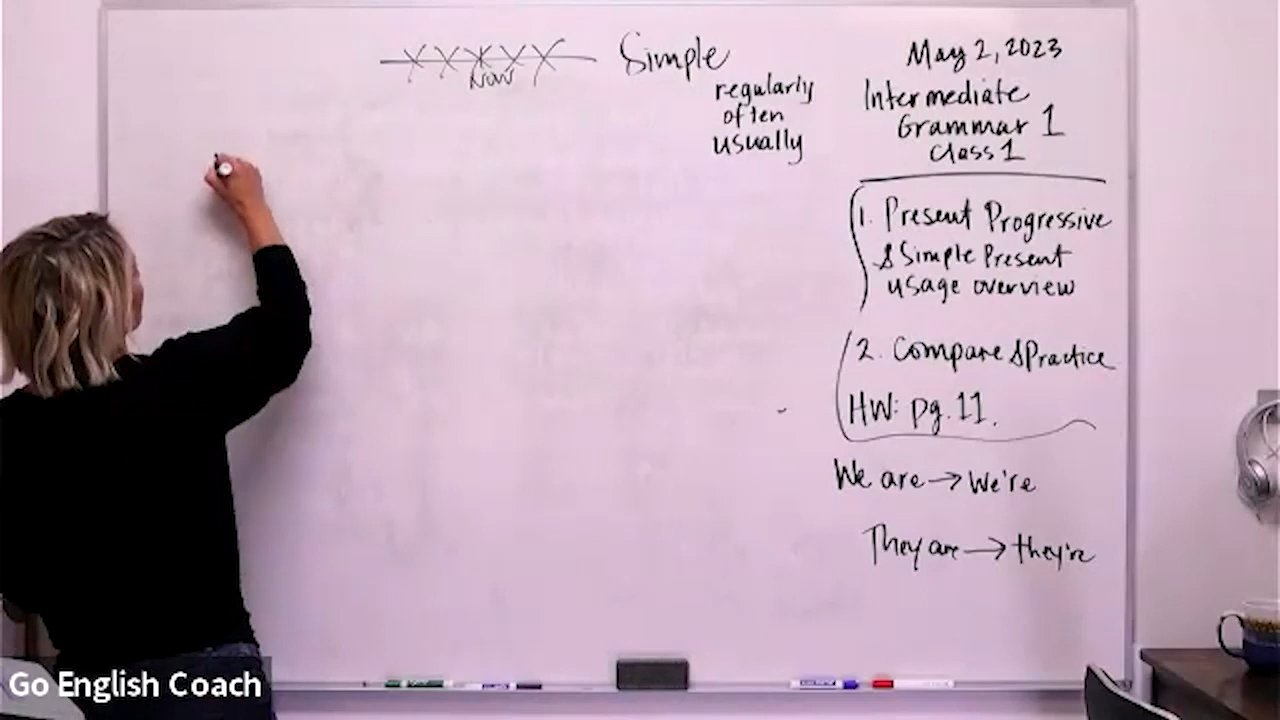 Now
Simple
regularly
often
usually
May 2, 2023
Intermediate
Grammar 1
Class 1
1. Present Progressive
& Simple Present
usage overview
2. Compare & Practice
HW: pg. 11.
We are → We're
They are → they're
Go English Coach